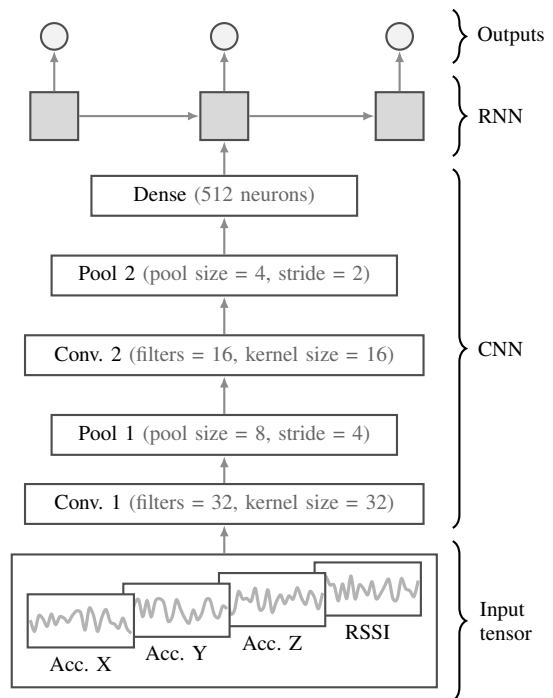 Outputs
RNN
Dense (512 neurons)
Pool 2 (pool size = 4, stride = 2)
Conv. 2 (filters = 16, kernel size = 16)
CNN
Pool 1 (pool size = 8, stride = 4)
Conv. 1 (filters = 32, kernel size = 32)
Acc. X
Acc. Y
Acc. Z
RSSI
Input
tensor